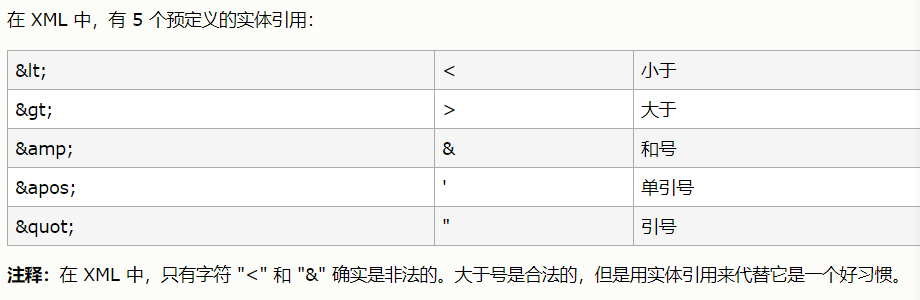 在 XML 中，有 5 个预定义的实体引用：
&lt; < 小于
&gt; > 大于
&amp; & 和号
&apos; ' 单引号
&quot; " 引号
注释：在 XML 中，只有字符 "<" 和 "&" 确实是非法的。大于号是合法的，但是用实体引用来代替它是一个好习惯。